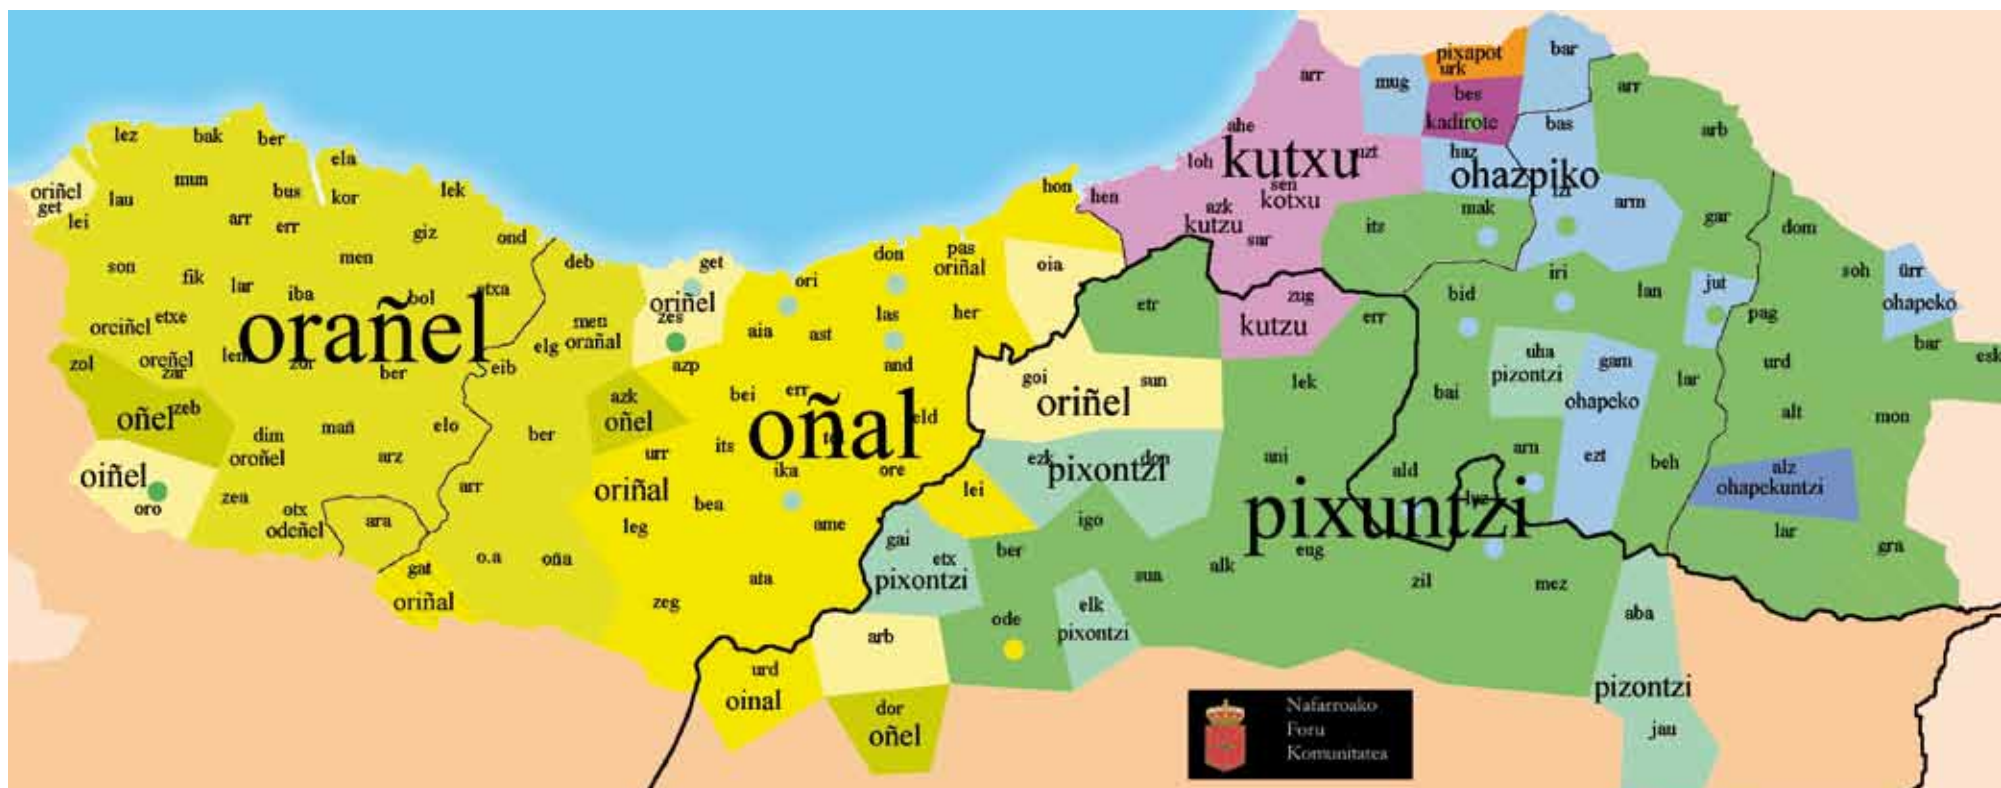 pixapot
urk
bar
arr
mug
arr
bes
kadirote
bas
arb
ahe
lez
bak
ber
ela
loh
kutxu
uzt
haz
ohazpiko
mun
bus
kor
lek
hon
hen
sen
kotxu
arm
oriñel
get
lau
azk
kutzu
mak
gar
lei
arr
err
giz
ond
sar
its
dom
don
pas
oriñal
men
deb
get
oia
son
fik
lar
iba
bol
etxa
ori
iri
soh
ürr
ohapeko
zug
bid
lan
jut
oriñel
zes
etr
kutzu
err
pag
orciñel
etxe
orañel
men
orañal
aia
ast
las
her
elg
oreñel
zar
zol
lem
zor
ber
eib
azp
and
uha
pizontzi
gam
ohapeko
bar
esk
goi
sun
oriñel
lek
lar
urd
bai
azk
oñel
bei
err
oñal
eld
oñel
zeb
alt
mon
dim
oroñel
mañ
elo
ber
its
arn
urr
ezk
don
pixontzi
ani
ezt
beh
arz
oiñel
oro
ika
ore
ald
alz
ohapekuntzi
zea
arr
oriñal
leg
bea
lei
pixuntzi
otx
odeñel
ara
ame
igo
lar
gra
gai
etx
pixontzi
ber
eug
o.a
oña
gat
oriñal
ata
sua
alk
zil
mez
zeg
elk
pixontzi
ode
aba
arb
urd
oinal
pizontzi
dor
oñel
jau
Nafarroako
Foru
Komunitatea